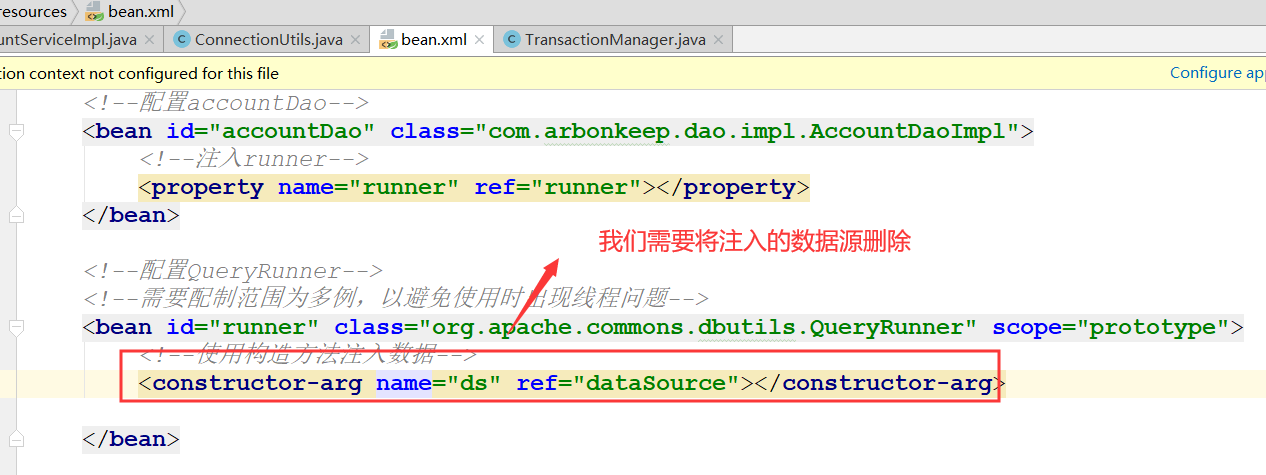 resources  bean.xml
untServiceImpl.java  ConnectionUtils.java  bean.xml  TransactionManager.java
tion context not configured for this file  Configure app
<!--配置accountDao-->
<bean id="accountDao" class="com.arbonkeep.dao.impl.AccountDaoImpl">
<!--注入runner-->
<property name="runner" ref="runner"></property>
</bean>
我们需要将注入的数据源删除
<!--配置QueryRunner-->
<!--需要配制范围为多例，以避免使用时出现线程问题-->
<bean id="runner" class="org.apache.commons.dbutils.QueryRunner" scope="prototype">
<!--使用构造方法注入数据-->
<constructor-arg name="ds" ref="dataSource"></constructor-arg>
</bean>